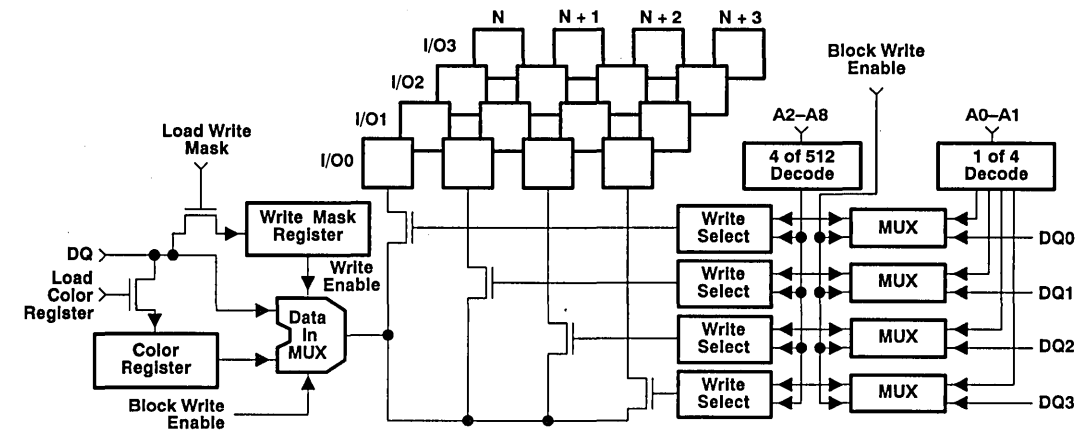 N N + 1 N + 2 N + 3
I/O3
I/O2
I/O1
I/O0
Block Write
Enable
A2–A8
A0–A1
4 of 512
Decode
1 of 4
Decode
Load Write
Mask
Write Mask
Register
DQ
Load
Color
Register
Write
Enable
Data
In
MUX
Color
Register
Block Write
Enable
Write
Select
MUX
DQ0
Write
Select
MUX
DQ1
Write
Select
MUX
DQ2
Write
Select
MUX
DQ3